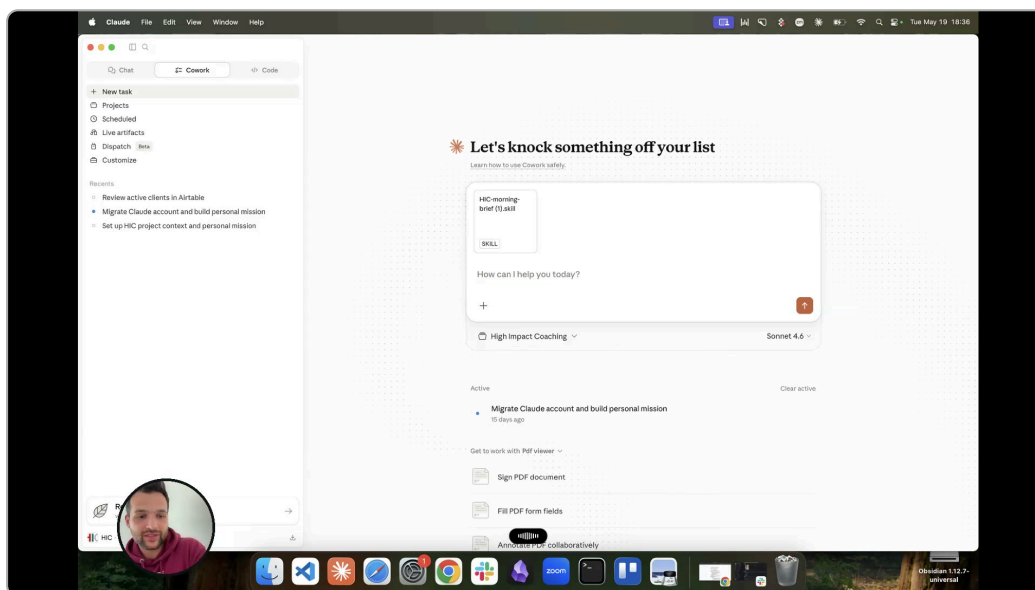 Claude File Edit View Window Help
Tue May 19 18:36
Chat
Cowork
Code
New task
Projects
Scheduled
Live artifacts
Dispatch Beta
Customize
Recents
Review active clients in Airtable
Migrate Claude account and build personal mission
Set up HIC project context and personal mission
HIC
Let's knock something off your list
Learn how to use Cowork safely.
HIC-morning-
brief (1).skill
SKILL
How can I help you today?
High Impact Coaching
Sonnet 4.6
Active
Clear active
Migrate Claude account and build personal mission
15 days ago
Get to work with Pdf viewer
Sign PDF document
Fill PDF form fields
Annotate PDF collaboratively
1
zoom
Obsidian 1.12.7-
universal